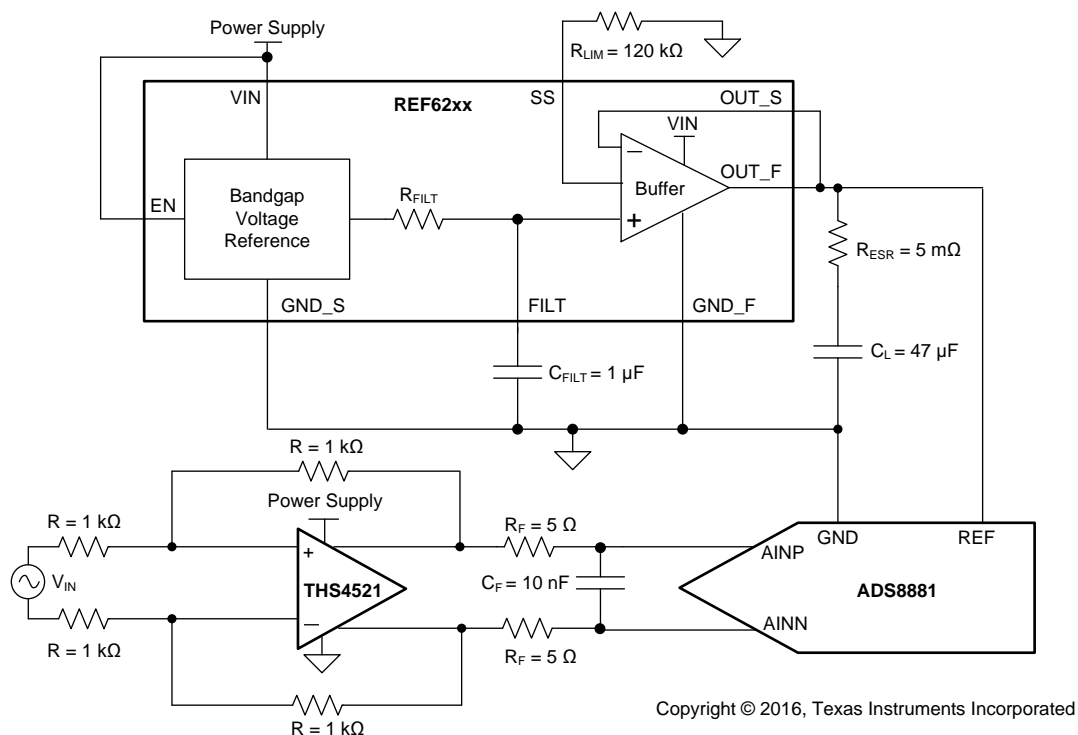 Power Supply
R_LIM = 120 kΩ
VIN
REF62xx
SS
OUT_S
VIN
OUT_F
EN
Bandgap
Voltage
Reference
R_FILT
Buffer
−
+
R_ESR = 5 mΩ
GND_S
FILT
GND_F
C_FILT = 1 µF
C_L = 47 µF
R = 1 kΩ
Power Supply
R = 1 kΩ
R_F = 5 Ω
GND
REF
AINP
+
V_IN
THS4521
C_F = 10 nF
ADS8881
−
AINN
R = 1 kΩ
R_F = 5 Ω
R = 1 kΩ
Copyright © 2016, Texas Instruments Incorporated